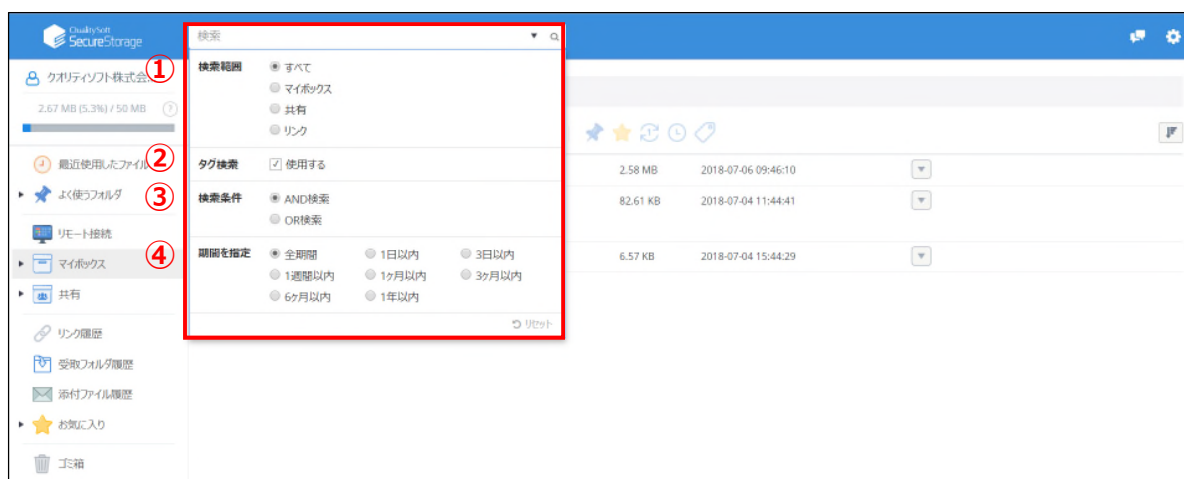 QualitySoft
SecureStorage
検索
クオリティソフト株式会
2.67 MB (5.3%) / 50 MB
?
最近使用したファイル
よく使うフォルダ
リモート接続
マイボックス
共有
リンク履歴
受取フォルダ履歴
添付ファイル履歴
お気に入り
ゴミ箱
① 検索範囲 すべて
マイボックス
共有
リンク
② タグ検索 使用する
③ 検索条件 AND検索
OR検索
④ 期間を指定 全期間 1日以内 3日以内
1週間以内 1ヶ月以内 3ヶ月以内
6ヶ月以内 1年以内
リセット
2.58 MB 2018-07-06 09:46:10
82.61 KB 2018-07-04 11:44:41
6.57 KB 2018-07-04 15:44:29